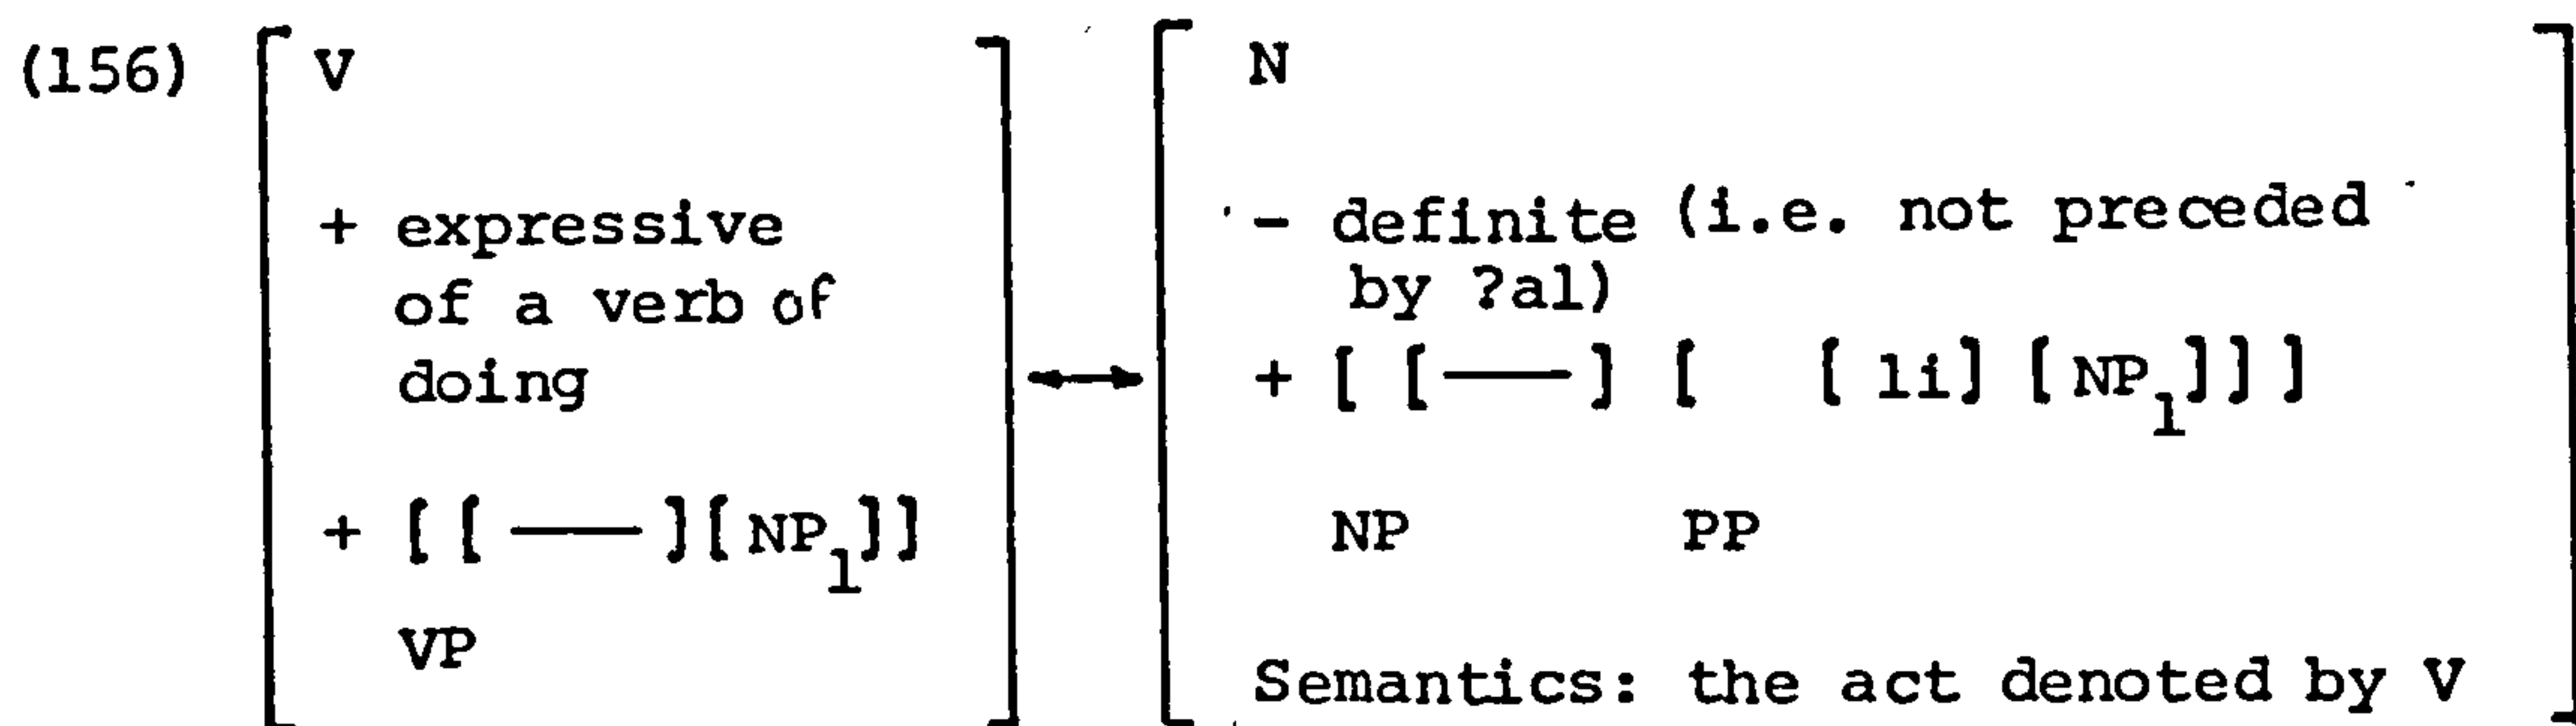 (156) [ V ] ↔ [ N ]
+ expressive
of a verb of
doing
+ [ [ — ] [ NP₁ ] ]
VP
- definite (i.e. not preceded
by ?al)
+ [ [ — ] [ [ li ] [ NP₁ ] ] ]
NP PP
Semantics: the act denoted by V